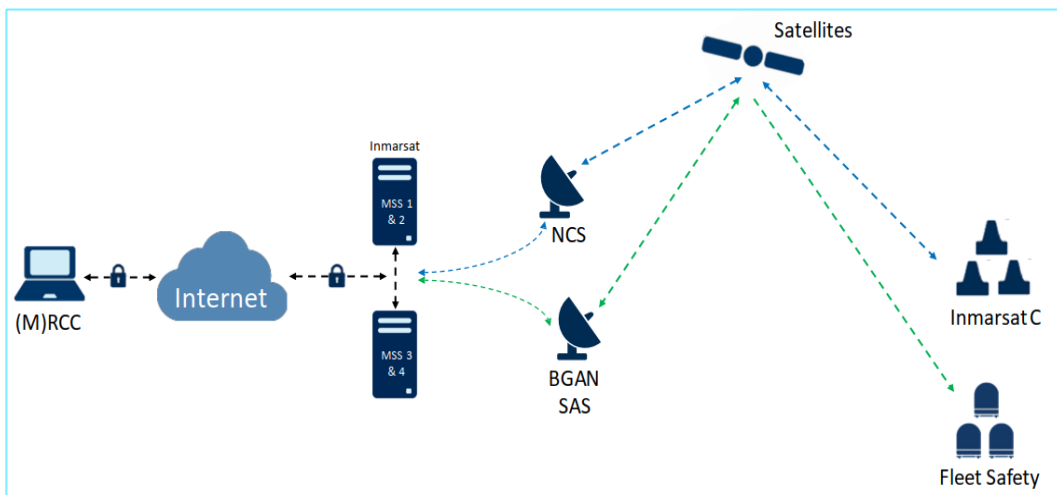 Satellites
Inmarsat
MSS 1
& 2
NCS
(M)RCC
Internet
MSS 3
& 4
BGAN
SAS
Inmarsat C
Fleet Safety